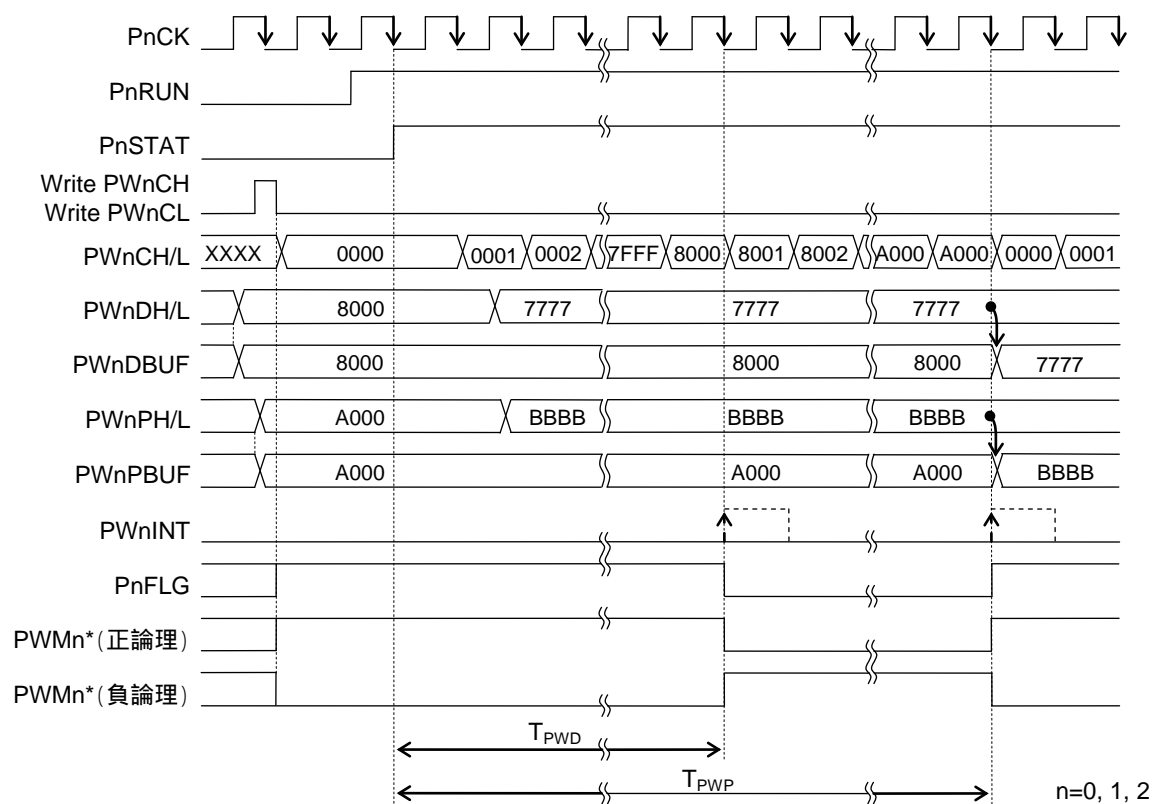 PnCK
PnRUN
PnSTAT
Write PWnCH
Write PWnCL
PWnCH/L XXXX 0000 0001 0002 7FFF 8000 8001 8002 A000 A000 0000 0001
PWnDH/L 8000 7777 7777 7777
PWnDBUF 8000 8000 8000 7777
PWnPH/L A000 BBBB BBBB BBBB
PWnPBUF A000 A000 A000 BBBB
PWnINT
PnFLG
PWMn*(正論理)
PWMn*(負論理)
TPWD
TPWP
n=0, 1, 2